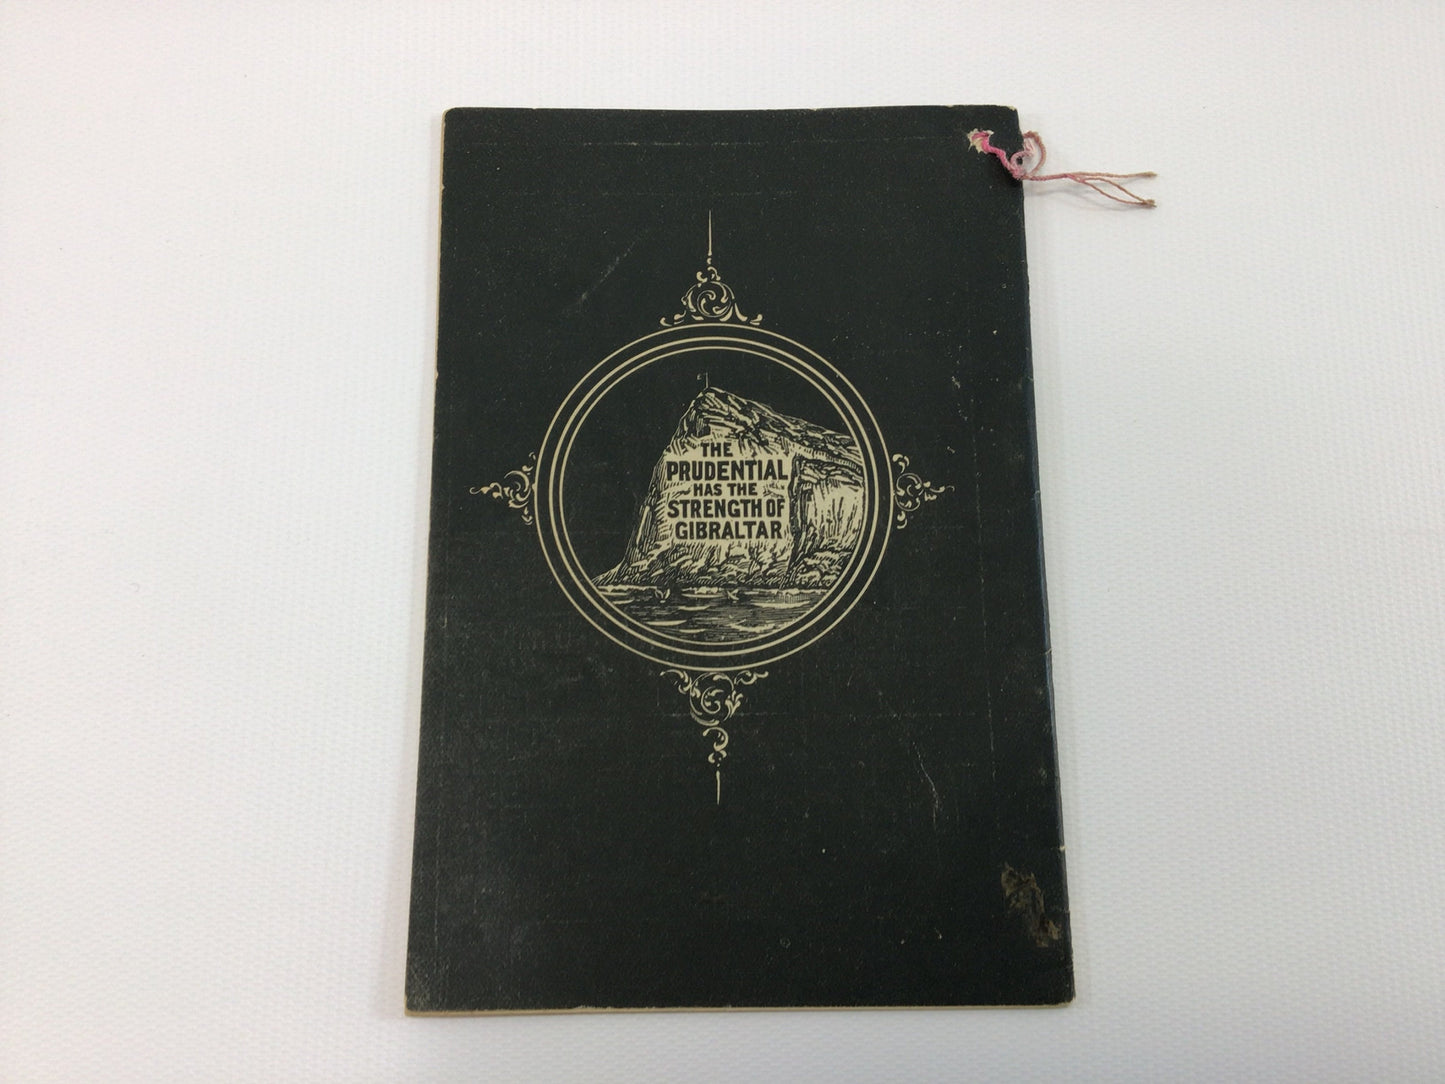 THE
PRUDENTIAL
HAS THE
STRENGTH OF
GIBRALTAR